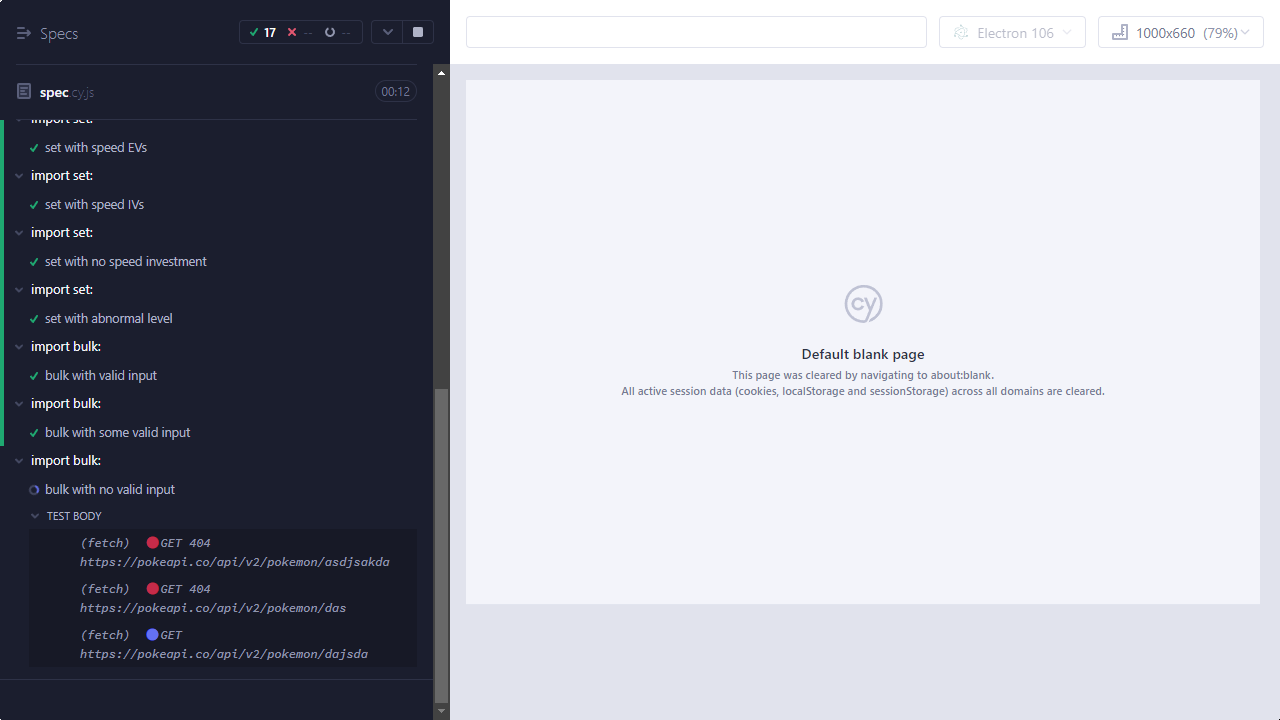 Specs
17 -- --
Electron 106
1000x660 (79%)
spec.cy.js
00:12
import set:
set with speed EVs
import set:
set with speed IVs
import set:
set with no speed investment
import set:
set with abnormal level
import bulk:
bulk with valid input
import bulk:
bulk with some valid input
import bulk:
bulk with no valid input
TEST BODY
(fetch) GET 404
https://pokeapi.co/api/v2/pokemon/asdjsakda
(fetch) GET 404
https://pokeapi.co/api/v2/pokemon/das
(fetch) GET
https://pokeapi.co/api/v2/pokemon/dajsda
cy
Default blank page
This page was cleared by navigating to about:blank.
All active session data (cookies, localStorage and sessionStorage) across all domains are cleared.